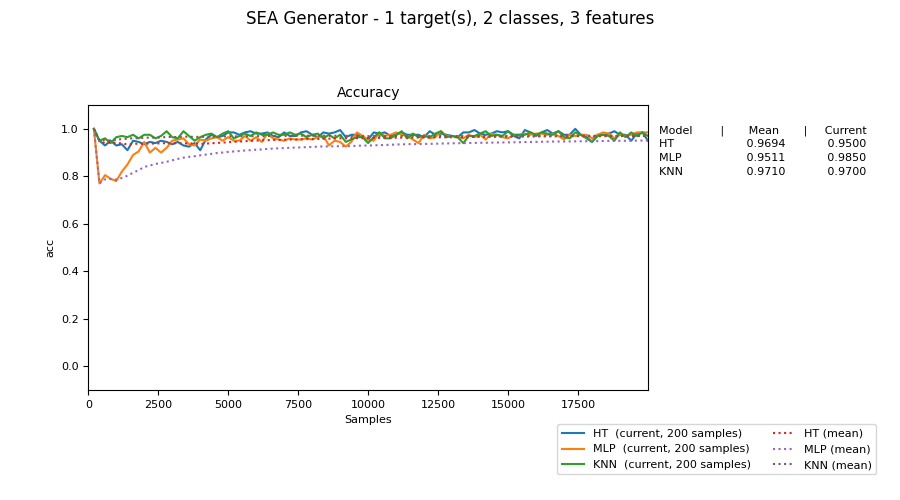 SEA Generator - 1 target(s), 2 classes, 3 features
Accuracy
Model | Mean | Current
HT 0.9694 0.9500
MLP 0.9511 0.9850
KNN 0.9710 0.9700
1.0
0.8
0.6
0.4
0.2
0.0
acc
0 2500 5000 7500 10000 12500 15000 17500
Samples
HT (current, 200 samples) HT (mean)
MLP (current, 200 samples) MLP (mean)
KNN (current, 200 samples) KNN (mean)